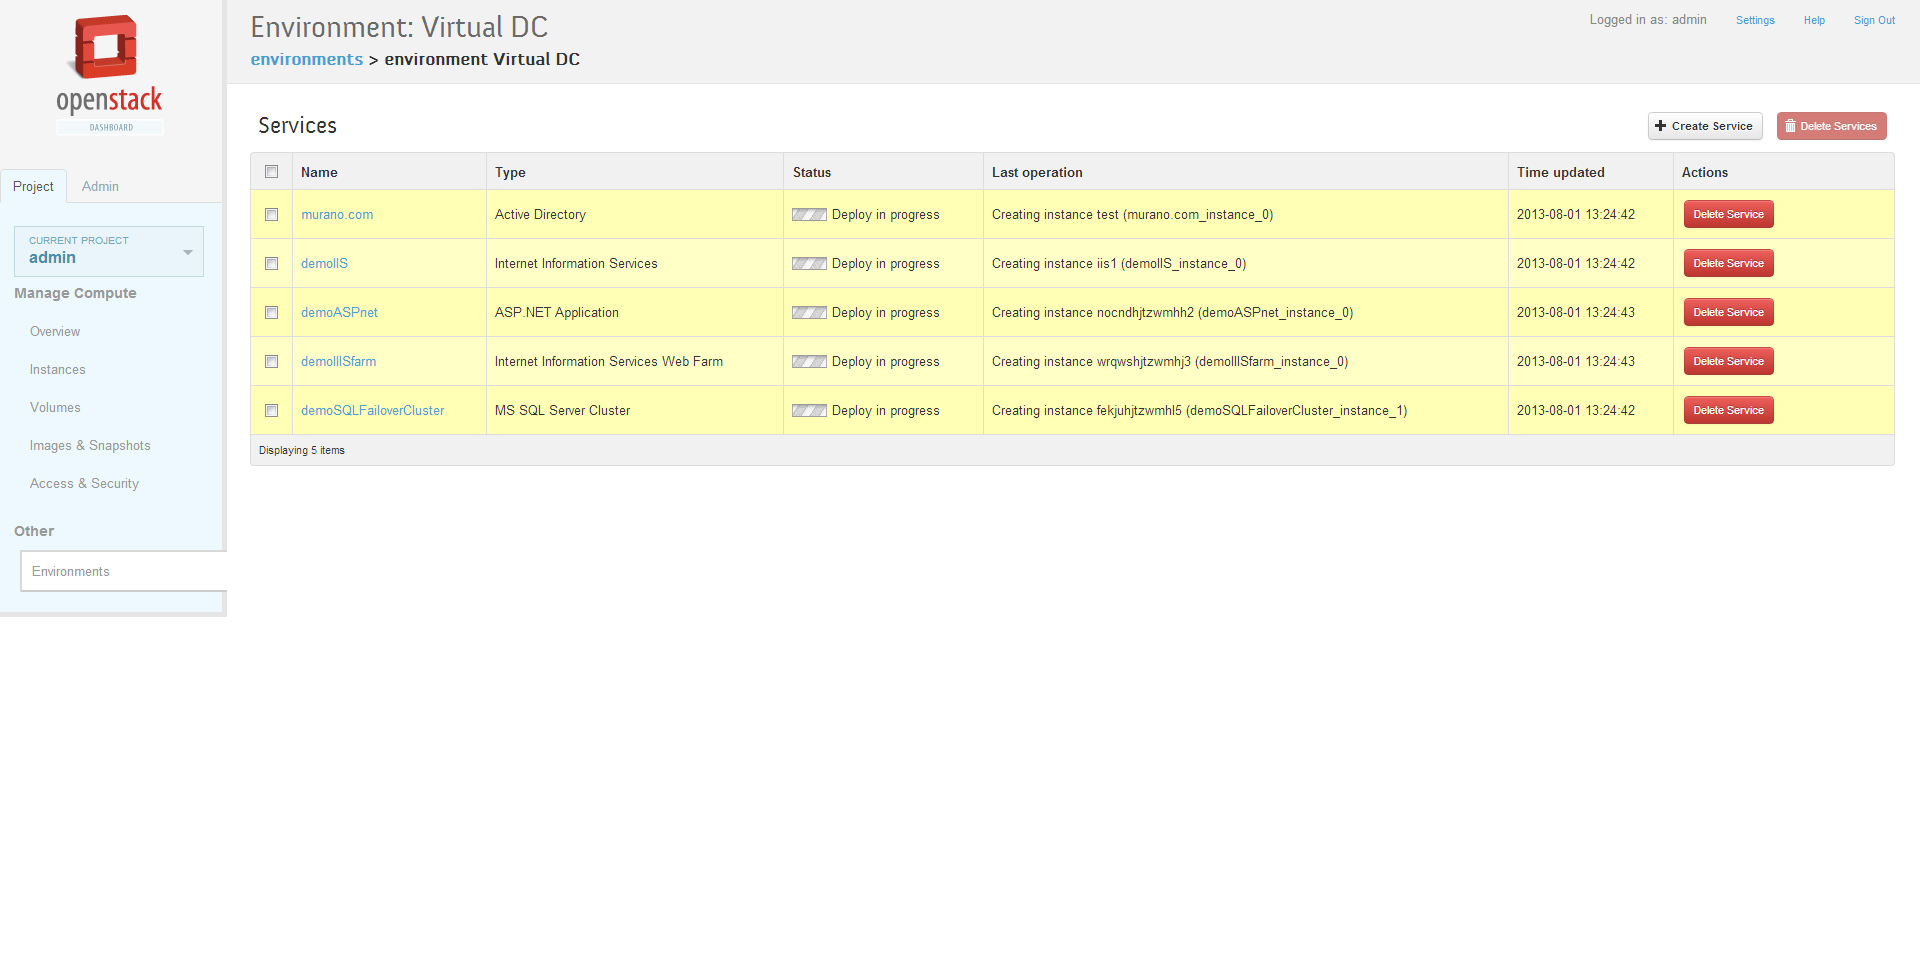 openstack
DASHBOARD
Project Admin
CURRENT PROJECT
admin
Manage Compute
Overview
Instances
Volumes
Images & Snapshots
Access & Security
Other
Environments
Environment: Virtual DC
environments > environment Virtual DC
Logged in as: admin Settings Help Sign Out
Services
Create Service Delete Services
Name Type Status Last operation Time updated Actions
murano.com Active Directory Deploy in progress Creating instance test (murano.com_instance_0) 2013-08-01 13:24:42 Delete Service
demoIIS Internet Information Services Deploy in progress Creating instance iis1 (demoIIS_instance_0) 2013-08-01 13:24:42 Delete Service
demoASPnet ASP.NET Application Deploy in progress Creating instance nocndhjtzwmhh2 (demoASPnet_instance_0) 2013-08-01 13:24:43 Delete Service
demoIIISfarm Internet Information Services Web Farm Deploy in progress Creating instance wrqwshjtzwmhj3 (demoIIISfarm_instance_0) 2013-08-01 13:24:43 Delete Service
demoSQLFailoverCluster MS SQL Server Cluster Deploy in progress Creating instance fekjuhjtzwmhl5 (demoSQLFailoverCluster_instance_1) 2013-08-01 13:24:42 Delete Service
Displaying 5 items